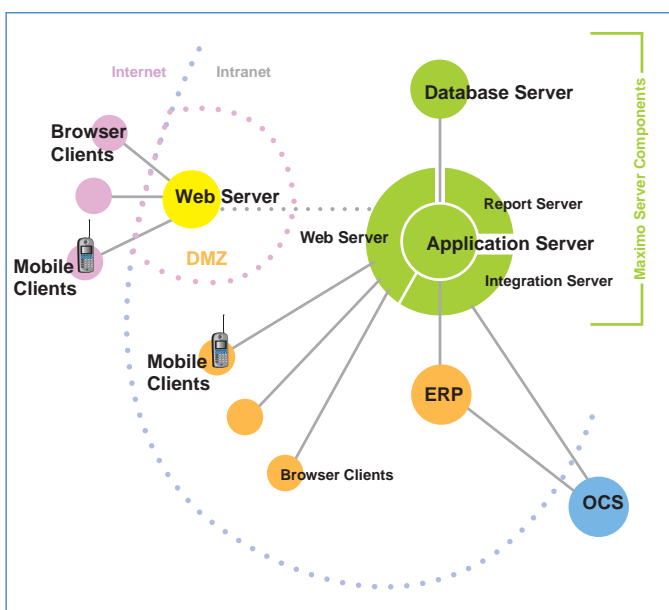 Internet
Intranet
Database Server
Browser
Clients
Web Server
Report Server
Web Server
Application Server
DMZ
Integration Server
Mobile
Clients
Mobile
Clients
ERP
Browser Clients
OCS
Maximo Server Components